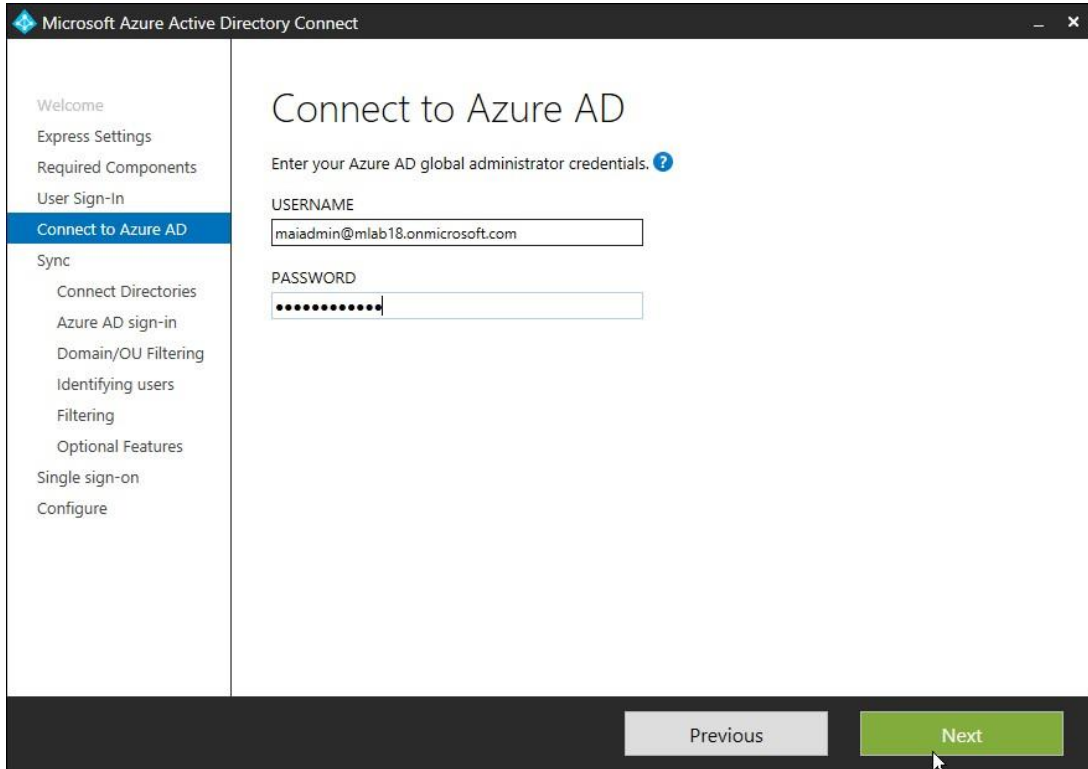 Microsoft Azure Active Directory Connect
Welcome
Express Settings
Required Components
User Sign-In
Connect to Azure AD
Sync
Connect Directories
Azure AD sign-in
Domain/OU Filtering
Identifying users
Filtering
Optional Features
Single sign-on
Configure
Connect to Azure AD
Enter your Azure AD global administrator credentials. ?
USERNAME
maiadmin@mlab18.onmicrosoft.com
PASSWORD
••••••••••••
Previous
Next